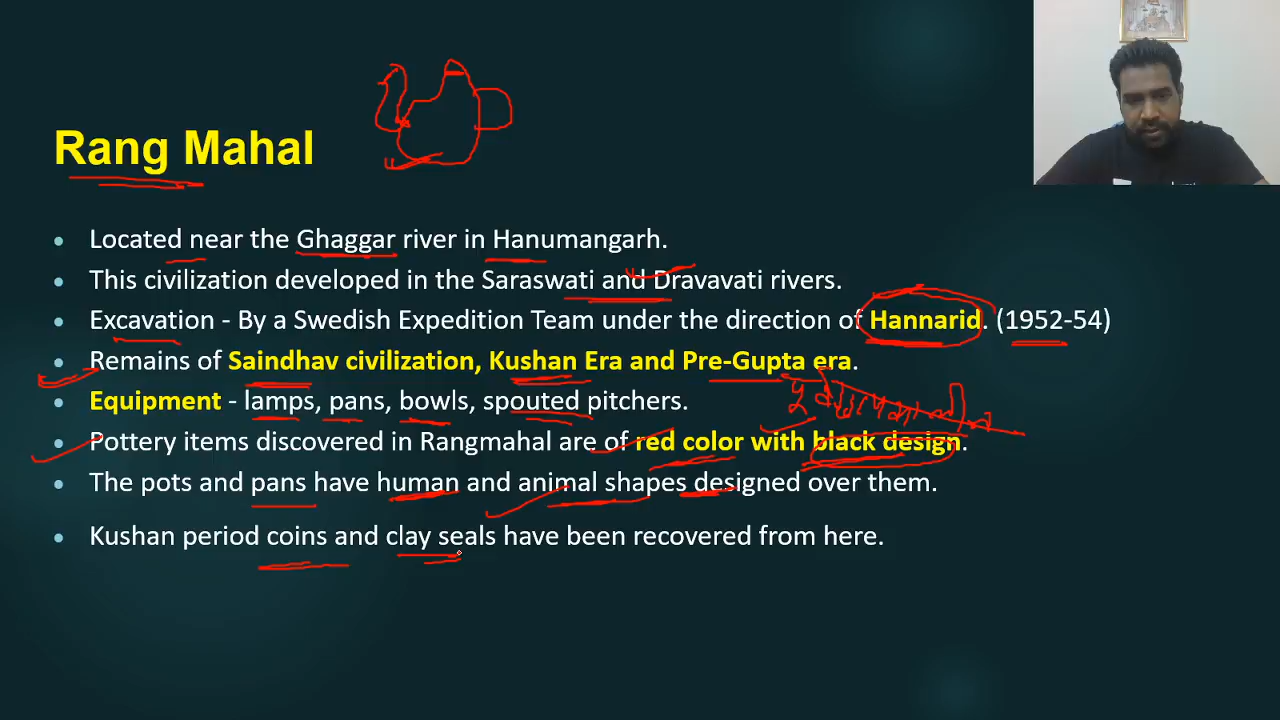 Rang Mahal
• Located near the Ghaggar river in Hanumangarh.
• This civilization developed in the Saraswati and Dravavati rivers.
• Excavation - By a Swedish Expedition Team under the direction of Hannarid. (1952-54)
• Remains of Saindhav civilization, Kushan Era and Pre-Gupta era.
• Equipment - lamps, pans, bowls, spouted pitchers.
• Pottery items discovered in Rangmahal are of red color with black design.
• The pots and pans have human and animal shapes designed over them.
• Kushan period coins and clay seals have been recovered from here.